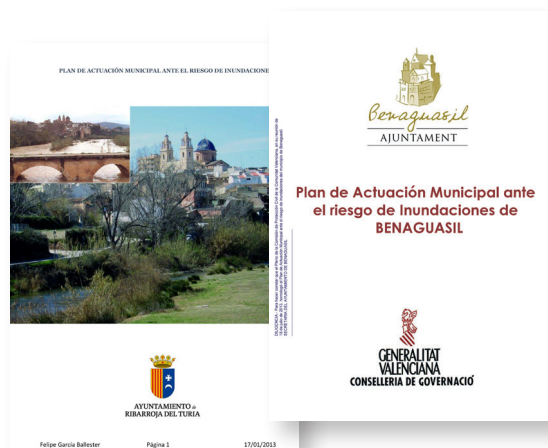 PLAN DE ACTUACIÓN MUNICIPAL ANTE EL RIESGO DE INUNDACIONE
AYUNTAMIENTO de
RIBARROJA DEL TURIA
Felipe García Ballester Página 1 17/01/2013
Benaguasil
AJUNTAMENT
Plan de Actuación Municipal ante
el riesgo de Inundaciones de
BENAGUASIL
GENERALITAT
VALENCIANA
CONSELLERIA DE GOVERNACIÓ